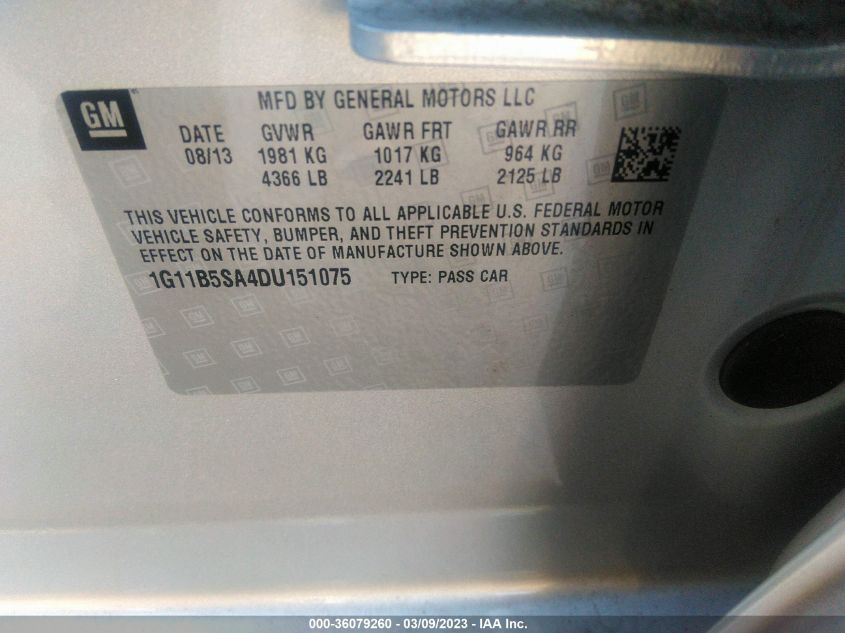 GM
MFD BY GENERAL MOTORS LLC
DATE GVWR GAWR FRT GAWR RR
08/13 1981 KG 1017 KG 964 KG
4366 LB 2241 LB 2125 LB
THIS VEHICLE CONFORMS TO ALL APPLICABLE U.S. FEDERAL MOTOR
VEHICLE SAFETY, BUMPER, AND THEFT PREVENTION STANDARDS IN
EFFECT ON THE DATE OF MANUFACTURE SHOWN ABOVE.
1G11B5SA4DU151075 TYPE: PASS CAR
000-36079260 - 03/09/2023 - IAA Inc.